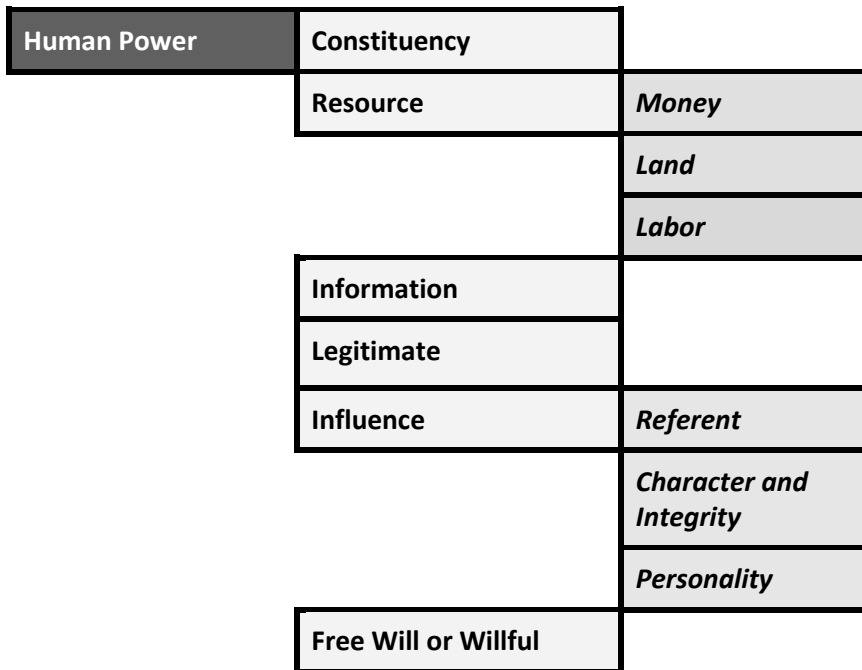 Human Power
Constituency
Resource
Money
Land
Labor
Information
Legitimate
Influence
Referent
Character and
Integrity
Personality
Free Will or Willful